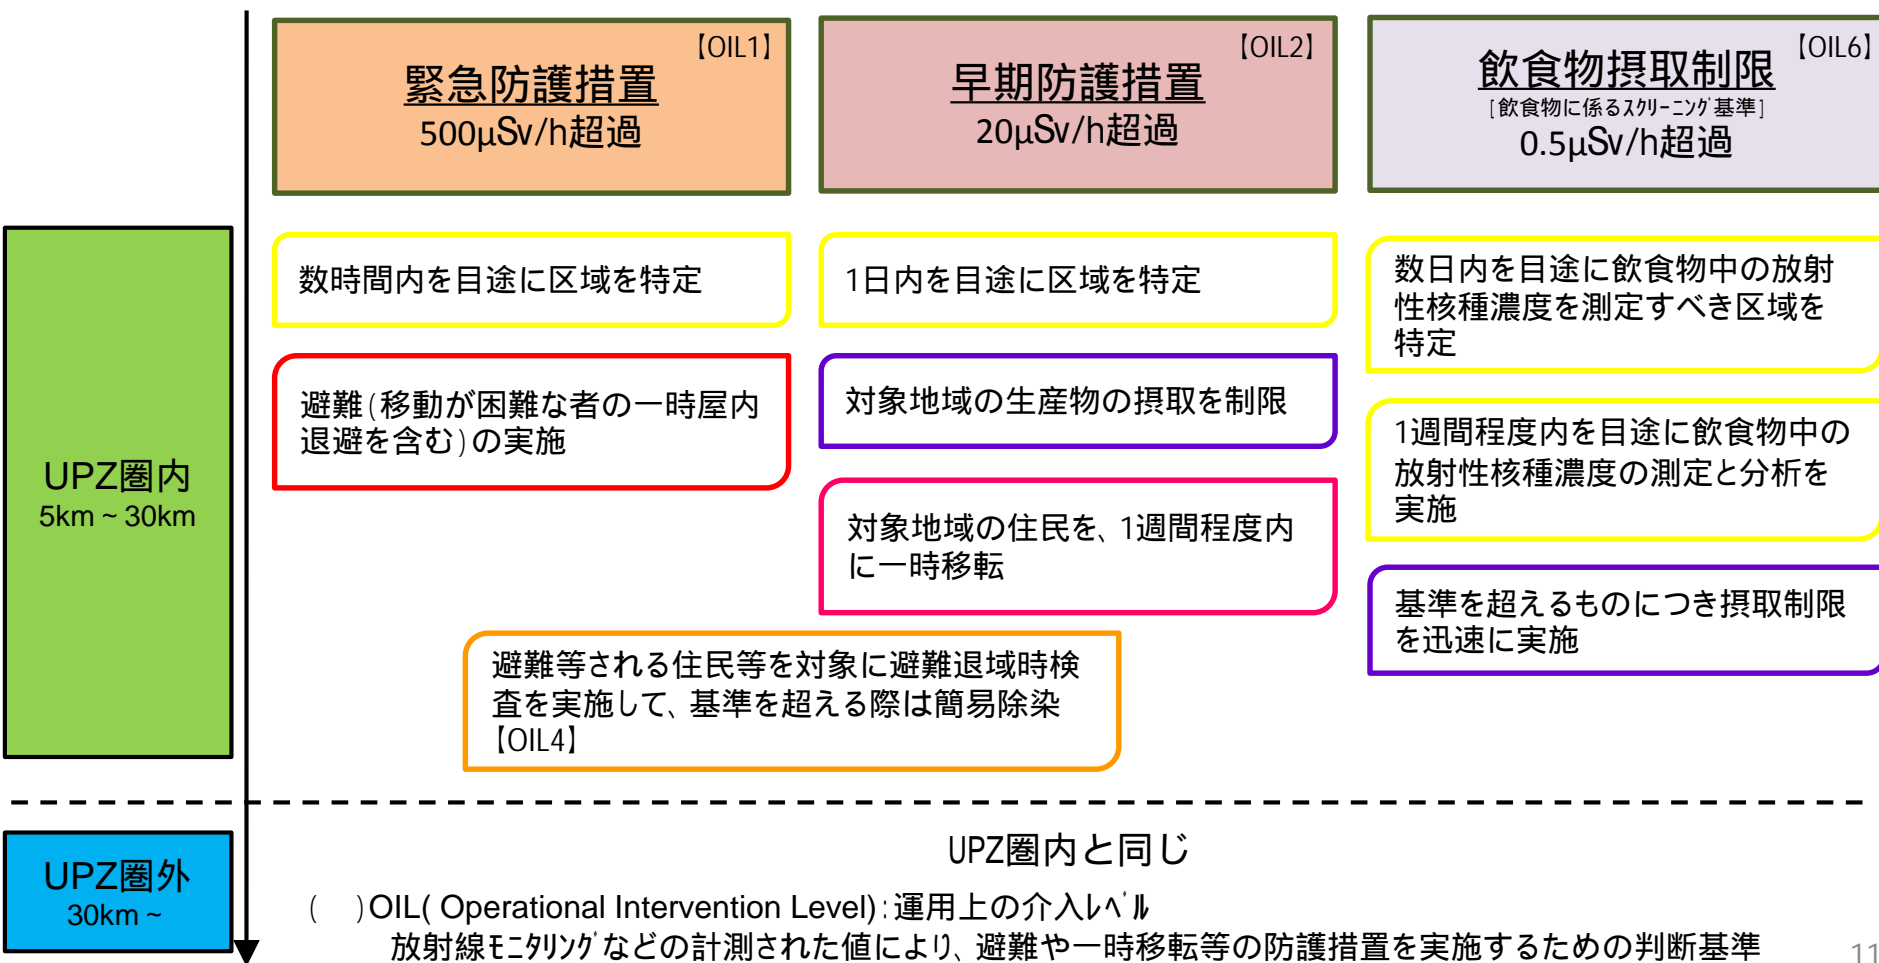 【OIL1】
緊急防護措置
500μSv/h超過
【OIL2】
早期防護措置
20μSv/h超過
【OIL6】
飲食物摂取制限
[飲食物に係るｽｸﾘｰﾆﾝｸﾞ基準]
0.5μSv/h超過
UPZ圏内
5km～30km
数時間内を目途に区域を特定
避難(移動が困難な者の一時屋内
退避を含む)の実施
1日内を目途に区域を特定
対象地域の生産物の摂取を制限
対象地域の住民を、1週間程度内
に一時移転
数日内を目途に飲食物中の放射
性核種濃度を測定すべき区域を
特定
1週間程度内を目途に飲食物中の
放射性核種濃度の測定と分析を
実施
基準を超えるものにつき摂取制限
を迅速に実施
避難等される住民等を対象に避難退域時検
査を実施して、基準を超える際は簡易除染
【OIL4】
UPZ圏外
30km～
UPZ圏内と同じ
(　)OIL( Operational Intervention Level):運用上の介入ﾚﾍﾞﾙ
放射線ﾓﾆﾀﾘﾝｸﾞなどの計測された値により、避難や一時移転等の防護措置を実施するための判断基準
11